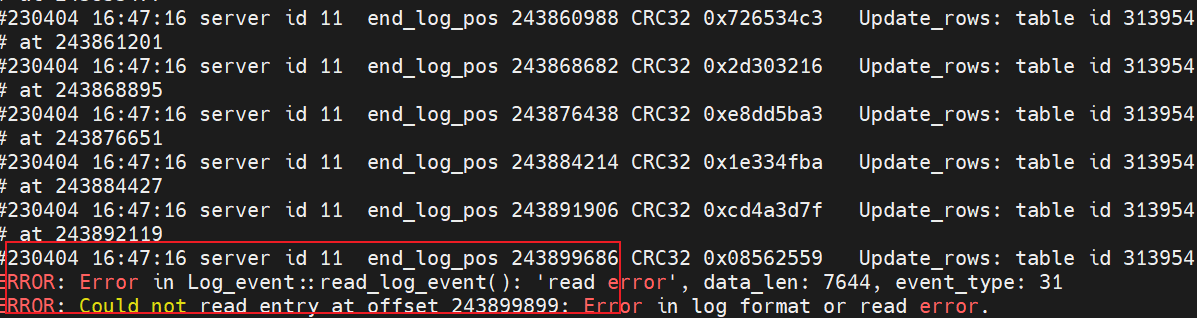 #230404 16:47:16 server id 11  end_log_pos 243860988 CRC32 0x726534c3   Update_rows: table id 313954
# at 243861201
#230404 16:47:16 server id 11  end_log_pos 243868682 CRC32 0x2d303216   Update_rows: table id 313954
# at 243868895
#230404 16:47:16 server id 11  end_log_pos 243876438 CRC32 0xe8dd5ba3   Update_rows: table id 313954
# at 243876651
#230404 16:47:16 server id 11  end_log_pos 243884214 CRC32 0x1e334fba   Update_rows: table id 313954
# at 243884427
#230404 16:47:16 server id 11  end_log_pos 243891906 CRC32 0xcd4a3d7f   Update_rows: table id 313954
# at 243892119
#230404 16:47:16 server id 11  end_log_pos 243899686 CRC32 0x08562559   Update_rows: table id 313954
ERROR: Error in Log_event::read_log_event(): 'read error', data_len: 7644, event_type: 31
ERROR: Could not read entry at offset 243899899: Error in log format or read error.